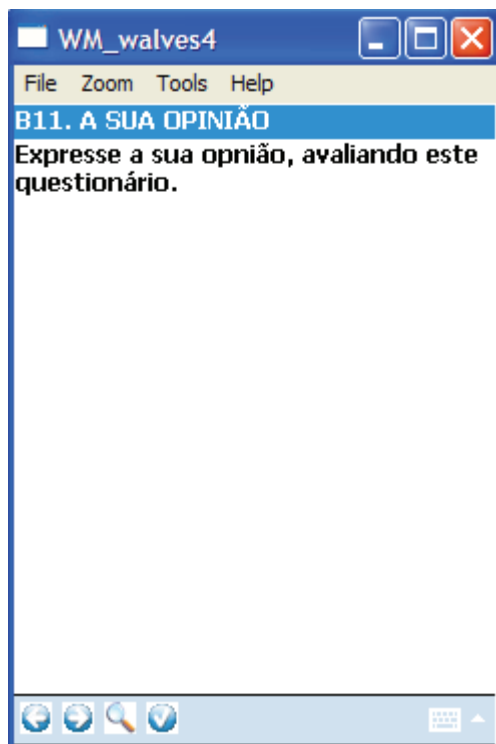 WM_walves4
File Zoom Tools Help
B11. A SUA OPINIÃO
Expresse a sua opnião, avaliando este
questionário.